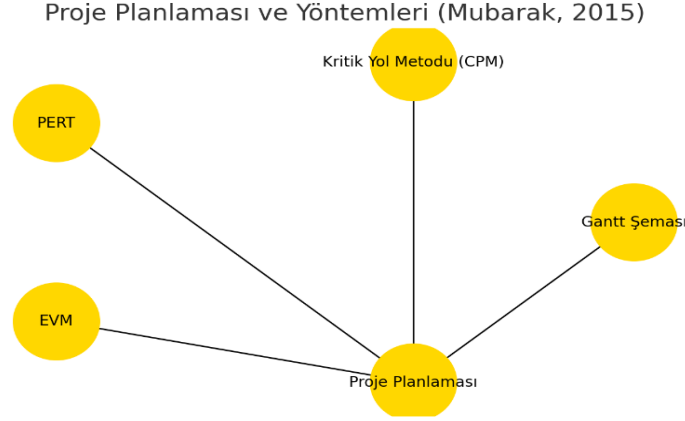 Proje Planlaması ve Yöntemleri (Mubarak, 2015)
Kritik Yol Metodu (CPM)
PERT
Gantt Şeması
EVM
Proje Planlaması